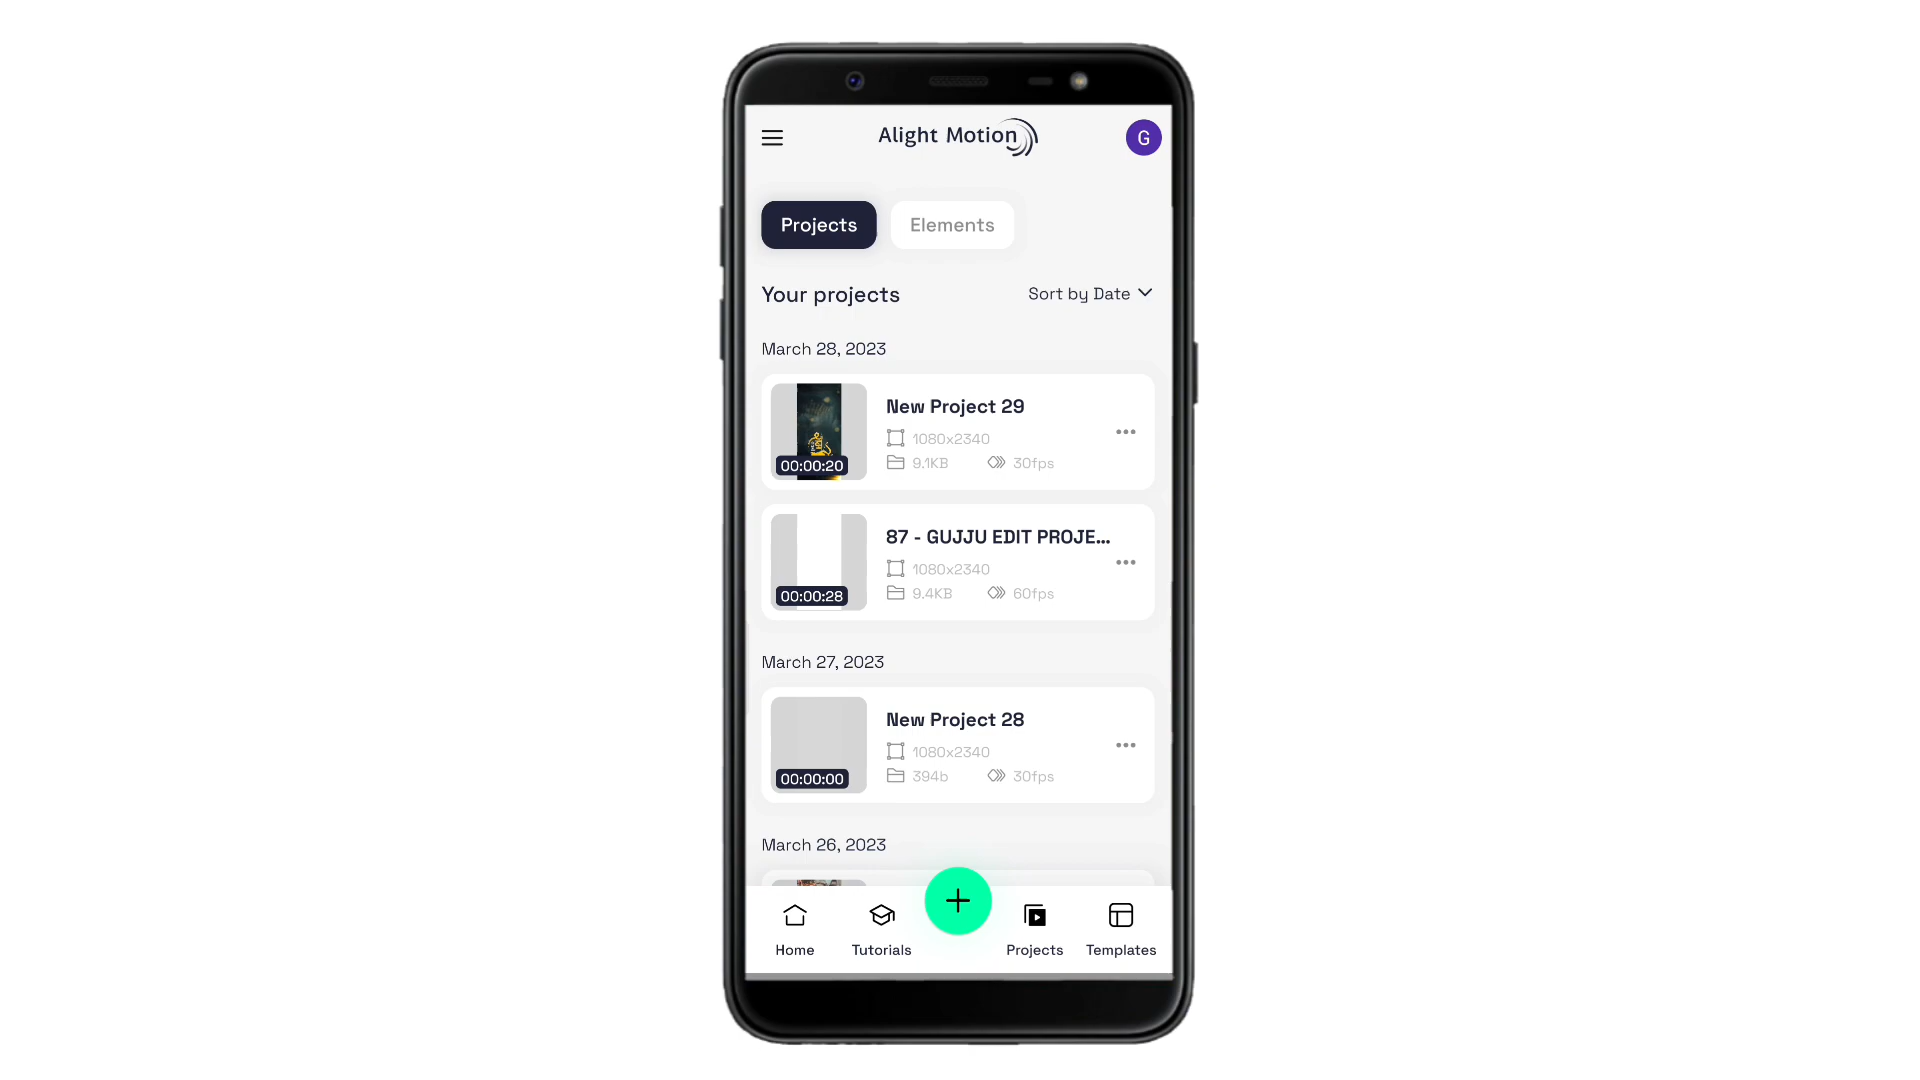 Alight Motion
G
Projects
Elements
Your projects
Sort by Date
March 28, 2023
New Project 29
1080x2340
9.1KB
30fps
00:00:20
87 - GUJJU EDIT PROJE...
1080x2340
9.4KB
60fps
00:00:28
March 27, 2023
New Project 28
1080x2340
394b
30fps
00:00:00
March 26, 2023
Home
Tutorials
Projects
Templates